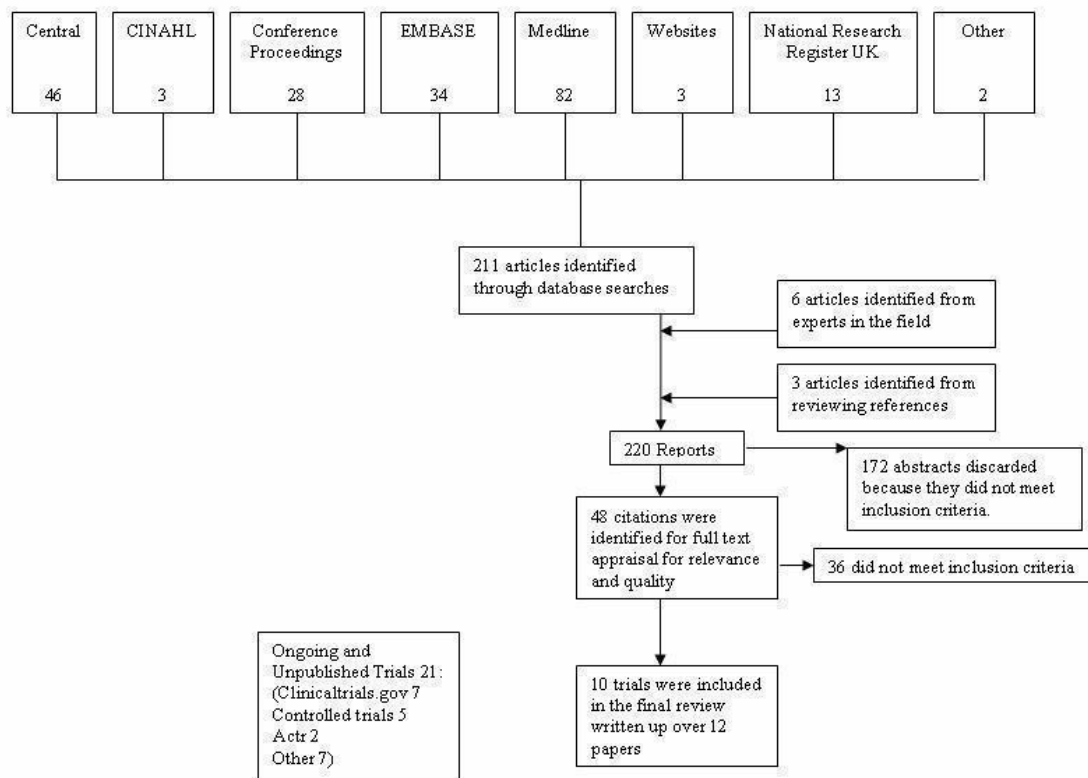 Central
46
CINAHL
3
Conference
Proceedings
28
EMBASE
34
Medline
82
Websites
3
National Research
Register UK
13
Other
2
211 articles identified
through database searches
6 articles identified from
experts in the field
3 articles identified from
reviewing references
220 Reports
172 abstracts discarded
because they did not meet
inclusion criteria.
48 citations were
identified for full text
appraisal for relevance
and quality
36 did not meet inclusion criteria
Ongoing and
Unpublished Trials 21:
(Clinicaltrials.gov 7
Controlled trials 5
Actr 2
Other 7)
10 trials were included
in the final review
written up over 12
papers